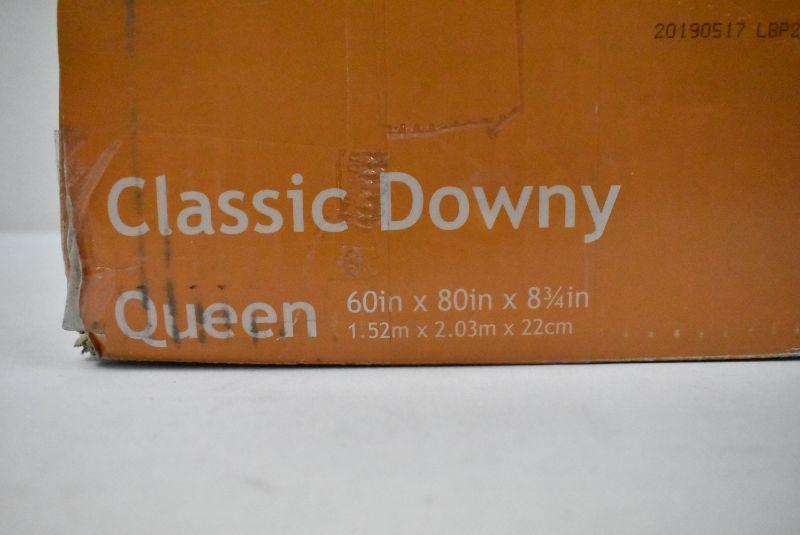 20190517 LBP2
Classic Downy
Queen 60in x 80in x 8¾in
1.52m x 2.03m x 22cm